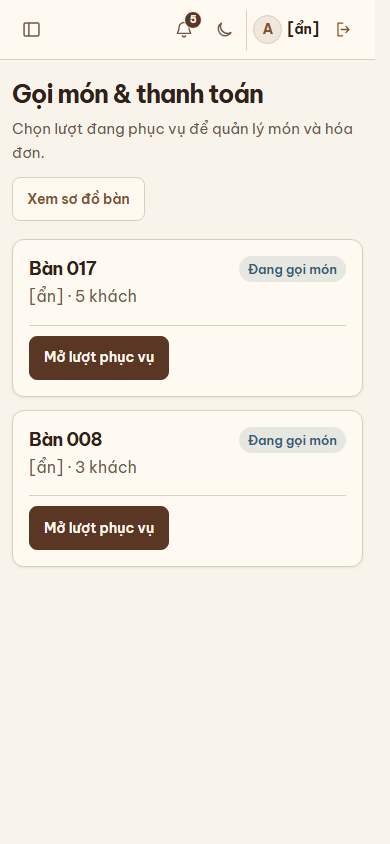 5
A [ẩn]
Gọi món & thanh toán
Chọn lượt đang phục vụ để quản lý món và hóa
đơn.
Xem sơ đồ bàn
Bàn 017
Đang gọi món
[ẩn] · 5 khách
Mở lượt phục vụ
Bàn 008
Đang gọi món
[ẩn] · 3 khách
Mở lượt phục vụ